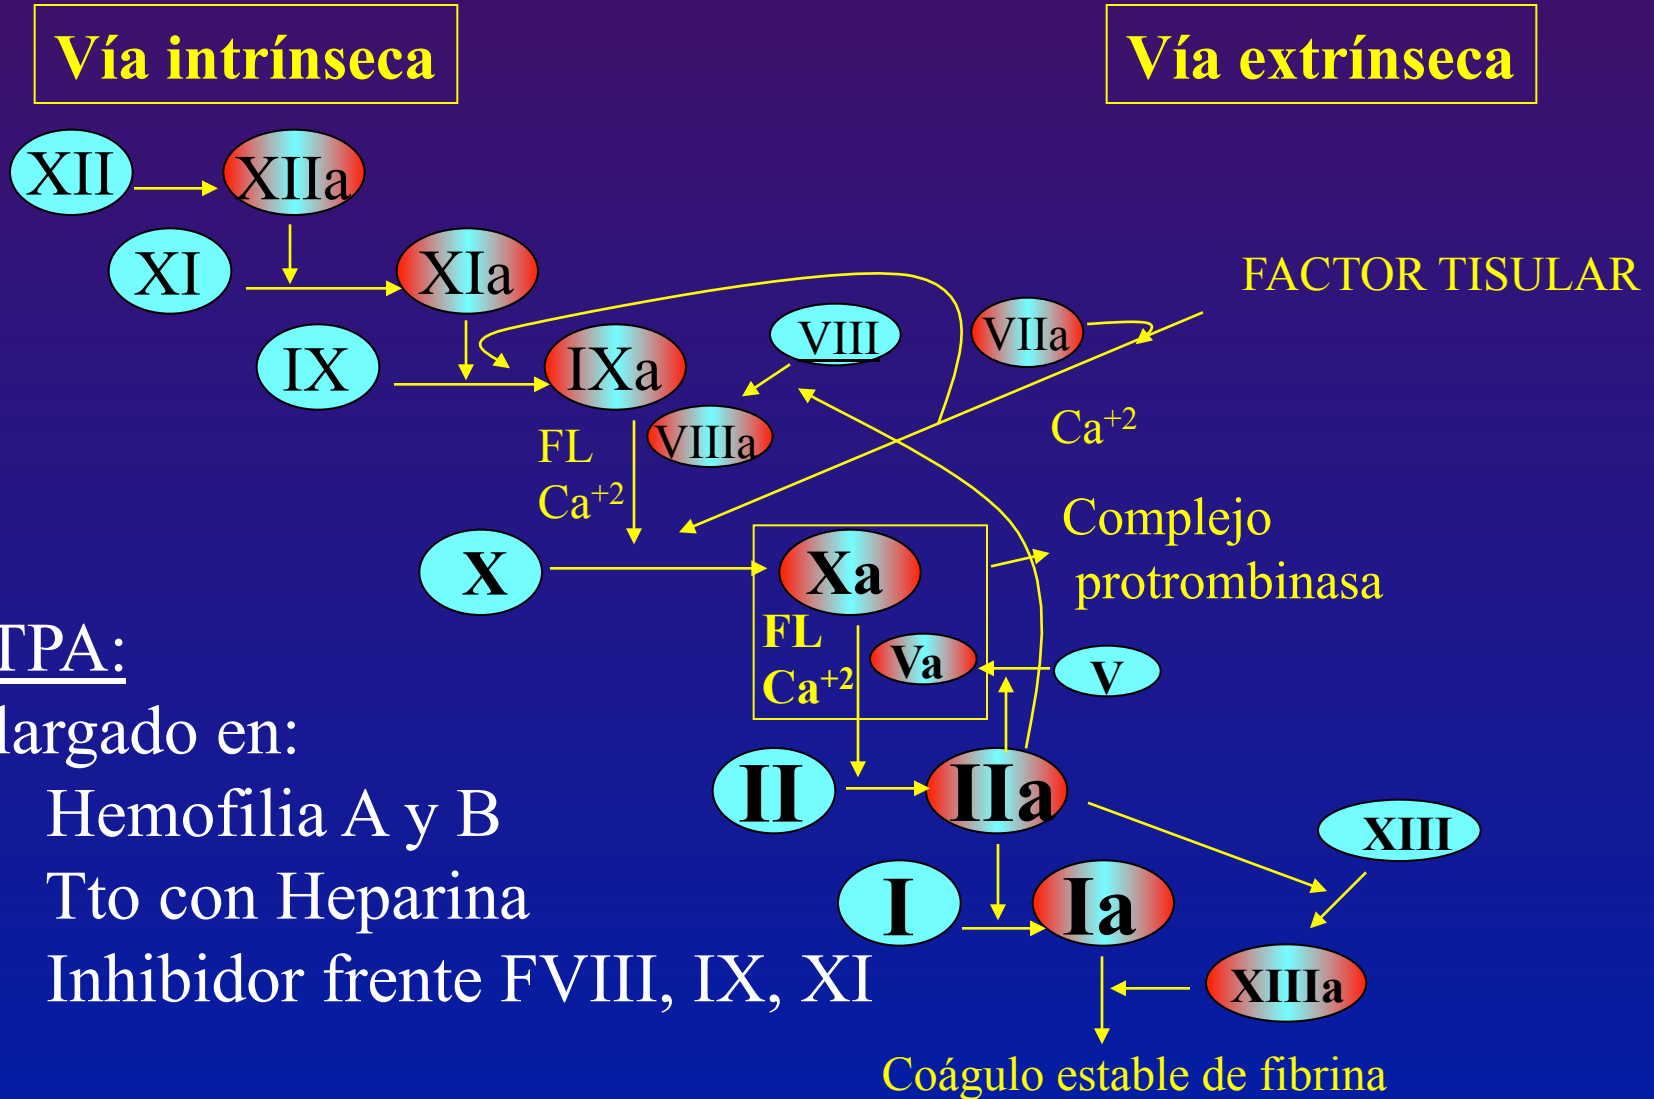 Vía intrínseca
Vía extrínseca
XII
XIIa
XI
XIa
FACTOR TISULAR
IX
IXa
VIII
VIIa
VIIIa
FL
Ca+2
Ca+2
X
Xa
Complejo
protrombinasa
FL
Ca+2
Va
V
TPA:
largado en:
II
IIa
Hemofilia A y B
XIII
Tto con Heparina
I
Ia
Inhibidor frente FVIII, IX, XI
XIIIa
Coágulo estable de fibrina